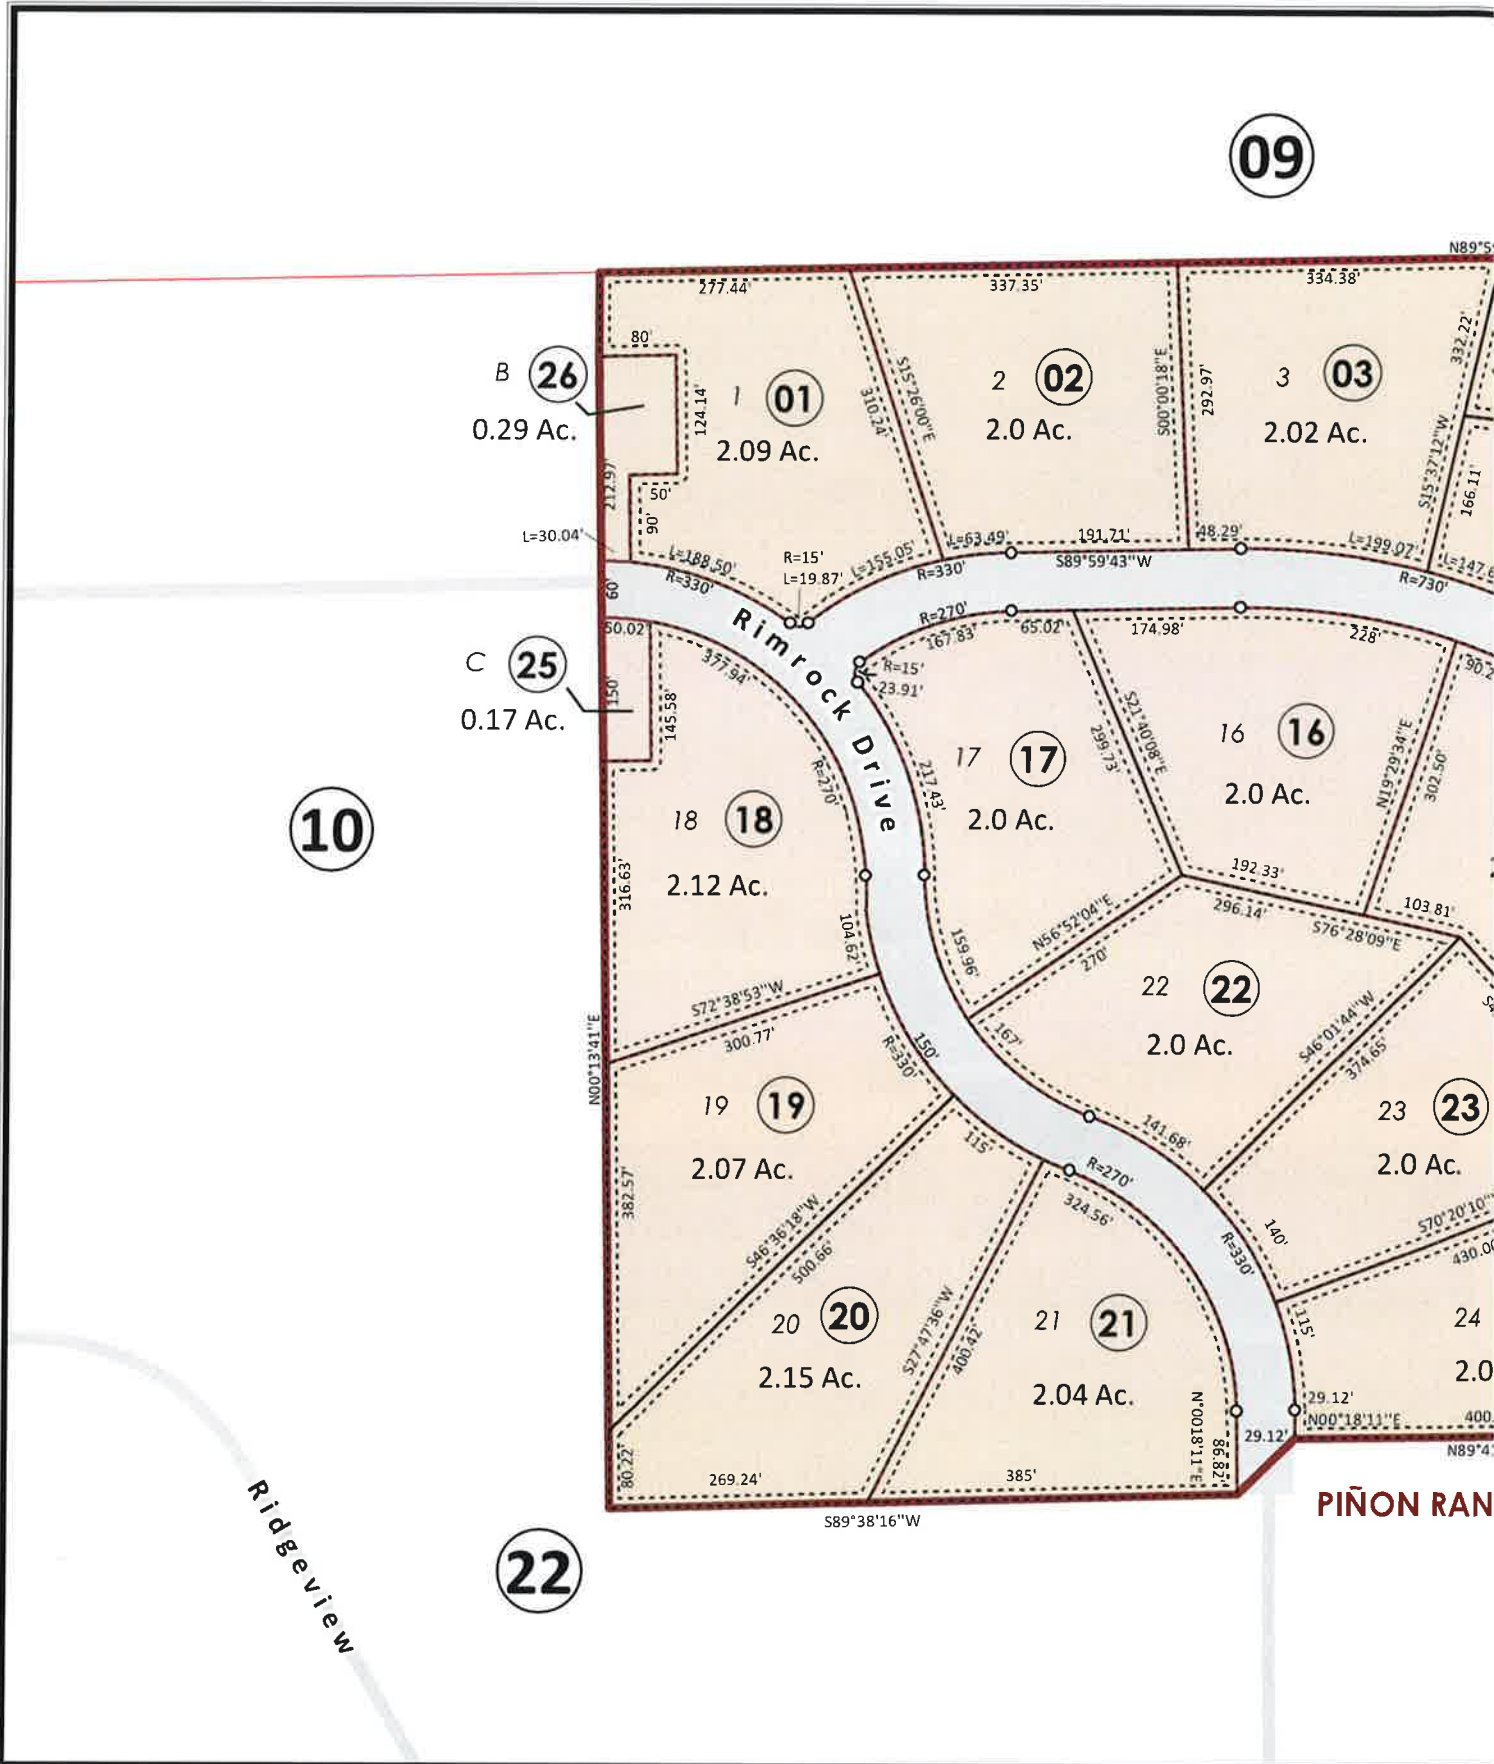 09
N89°59
277.44'
337.35'
334.38'
80'
B 26
0.29 Ac.
124.14'
1 01
2.09 Ac.
310.24'
S15°26'00"E
2 02
2.0 Ac.
S00°00'18"E
292.97'
3 03
2.02 Ac.
332.22'
S15°37'12"W
166.11'
212.97'
50'
90'
L=30.04'
L=188.50'
R=330'
R=15'
L=19.87'
L=155.05'
L=63.49'
R=330'
191.71'
S89°59'43"W
48.29'
L=199.07'
R=730'
L=147.6
60'
Rimrock Drive
R=270'
167.83'
65.02'
174.98'
228'
90.2
50.02'
C 25
0.17 Ac.
150'
145.58'
377.94'
R=270'
R=15'
23.91'
217.43'
17 17
2.0 Ac.
299.73'
S21°40'08"E
16 16
2.0 Ac.
N19°29'34"E
302.50'
10
18 18
2.12 Ac.
316.63'
104.62'
159.96'
N56°52'04"E
270'
192.33'
296.14'
103.81'
S76°28'09"E
S72°38'53"W
300.77'
22 22
2.0 Ac.
S46°01'44"W
374.65'
N00°13'41"E
R=330'
150'
167'
19 19
2.07 Ac.
382.57'
115'
141.68'
23 23
2.0 Ac.
R=270'
324.56'
S46°36'18"W
500.66'
140'
R=330'
S70°20'10"
430.00
20 20
2.15 Ac.
S27°47'36"W
400.42'
21 21
2.04 Ac.
115'
24
2.0
N°0018'11"E
86.82'
29.12'
29.12'
N00°18'11"E
400.
N89°41
80.22'
269.24'
385'
S89°38'16"W
PIÑON RAN
22
Ridgeview